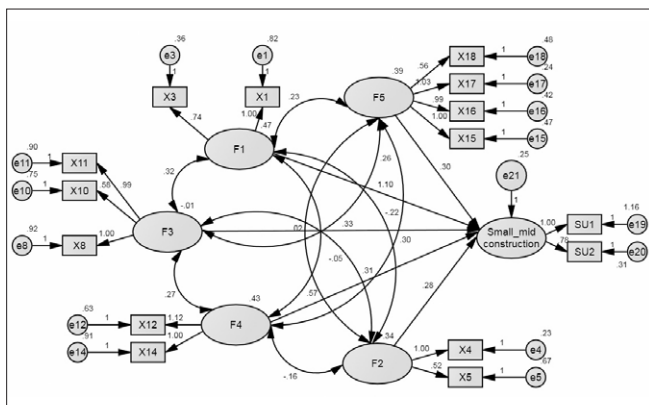 .36
.82
.48
e3
e1
X18
1
e18
.56
.24
.39
1.03
X17
1
e17
1
1
F5
.42
.99
X16
1
e16
X3
X1
.23
1.00
.47
X15
1
e15
.74
1.00
.47
.90
F1
e11
1
X11
.26
.25
.75
.32
.30
e21
e10
1
X10
.99
.58
-.01
1.10
-.22
1
1.16
.92
F3
.02
.33
Small_mid
construction
1.00
SU1
1
e19
e8
1
X8
1.00
.30
.78
SU2
1
e20
-.05
.31
.31
.27
.57
.28
.63
.43
e12
1
X12
1.12
F4
.91
1.00
.34
.23
e14
1
X14
1.00
X4
1
e4
-.16
F2
.67
.52
X5
1
e5